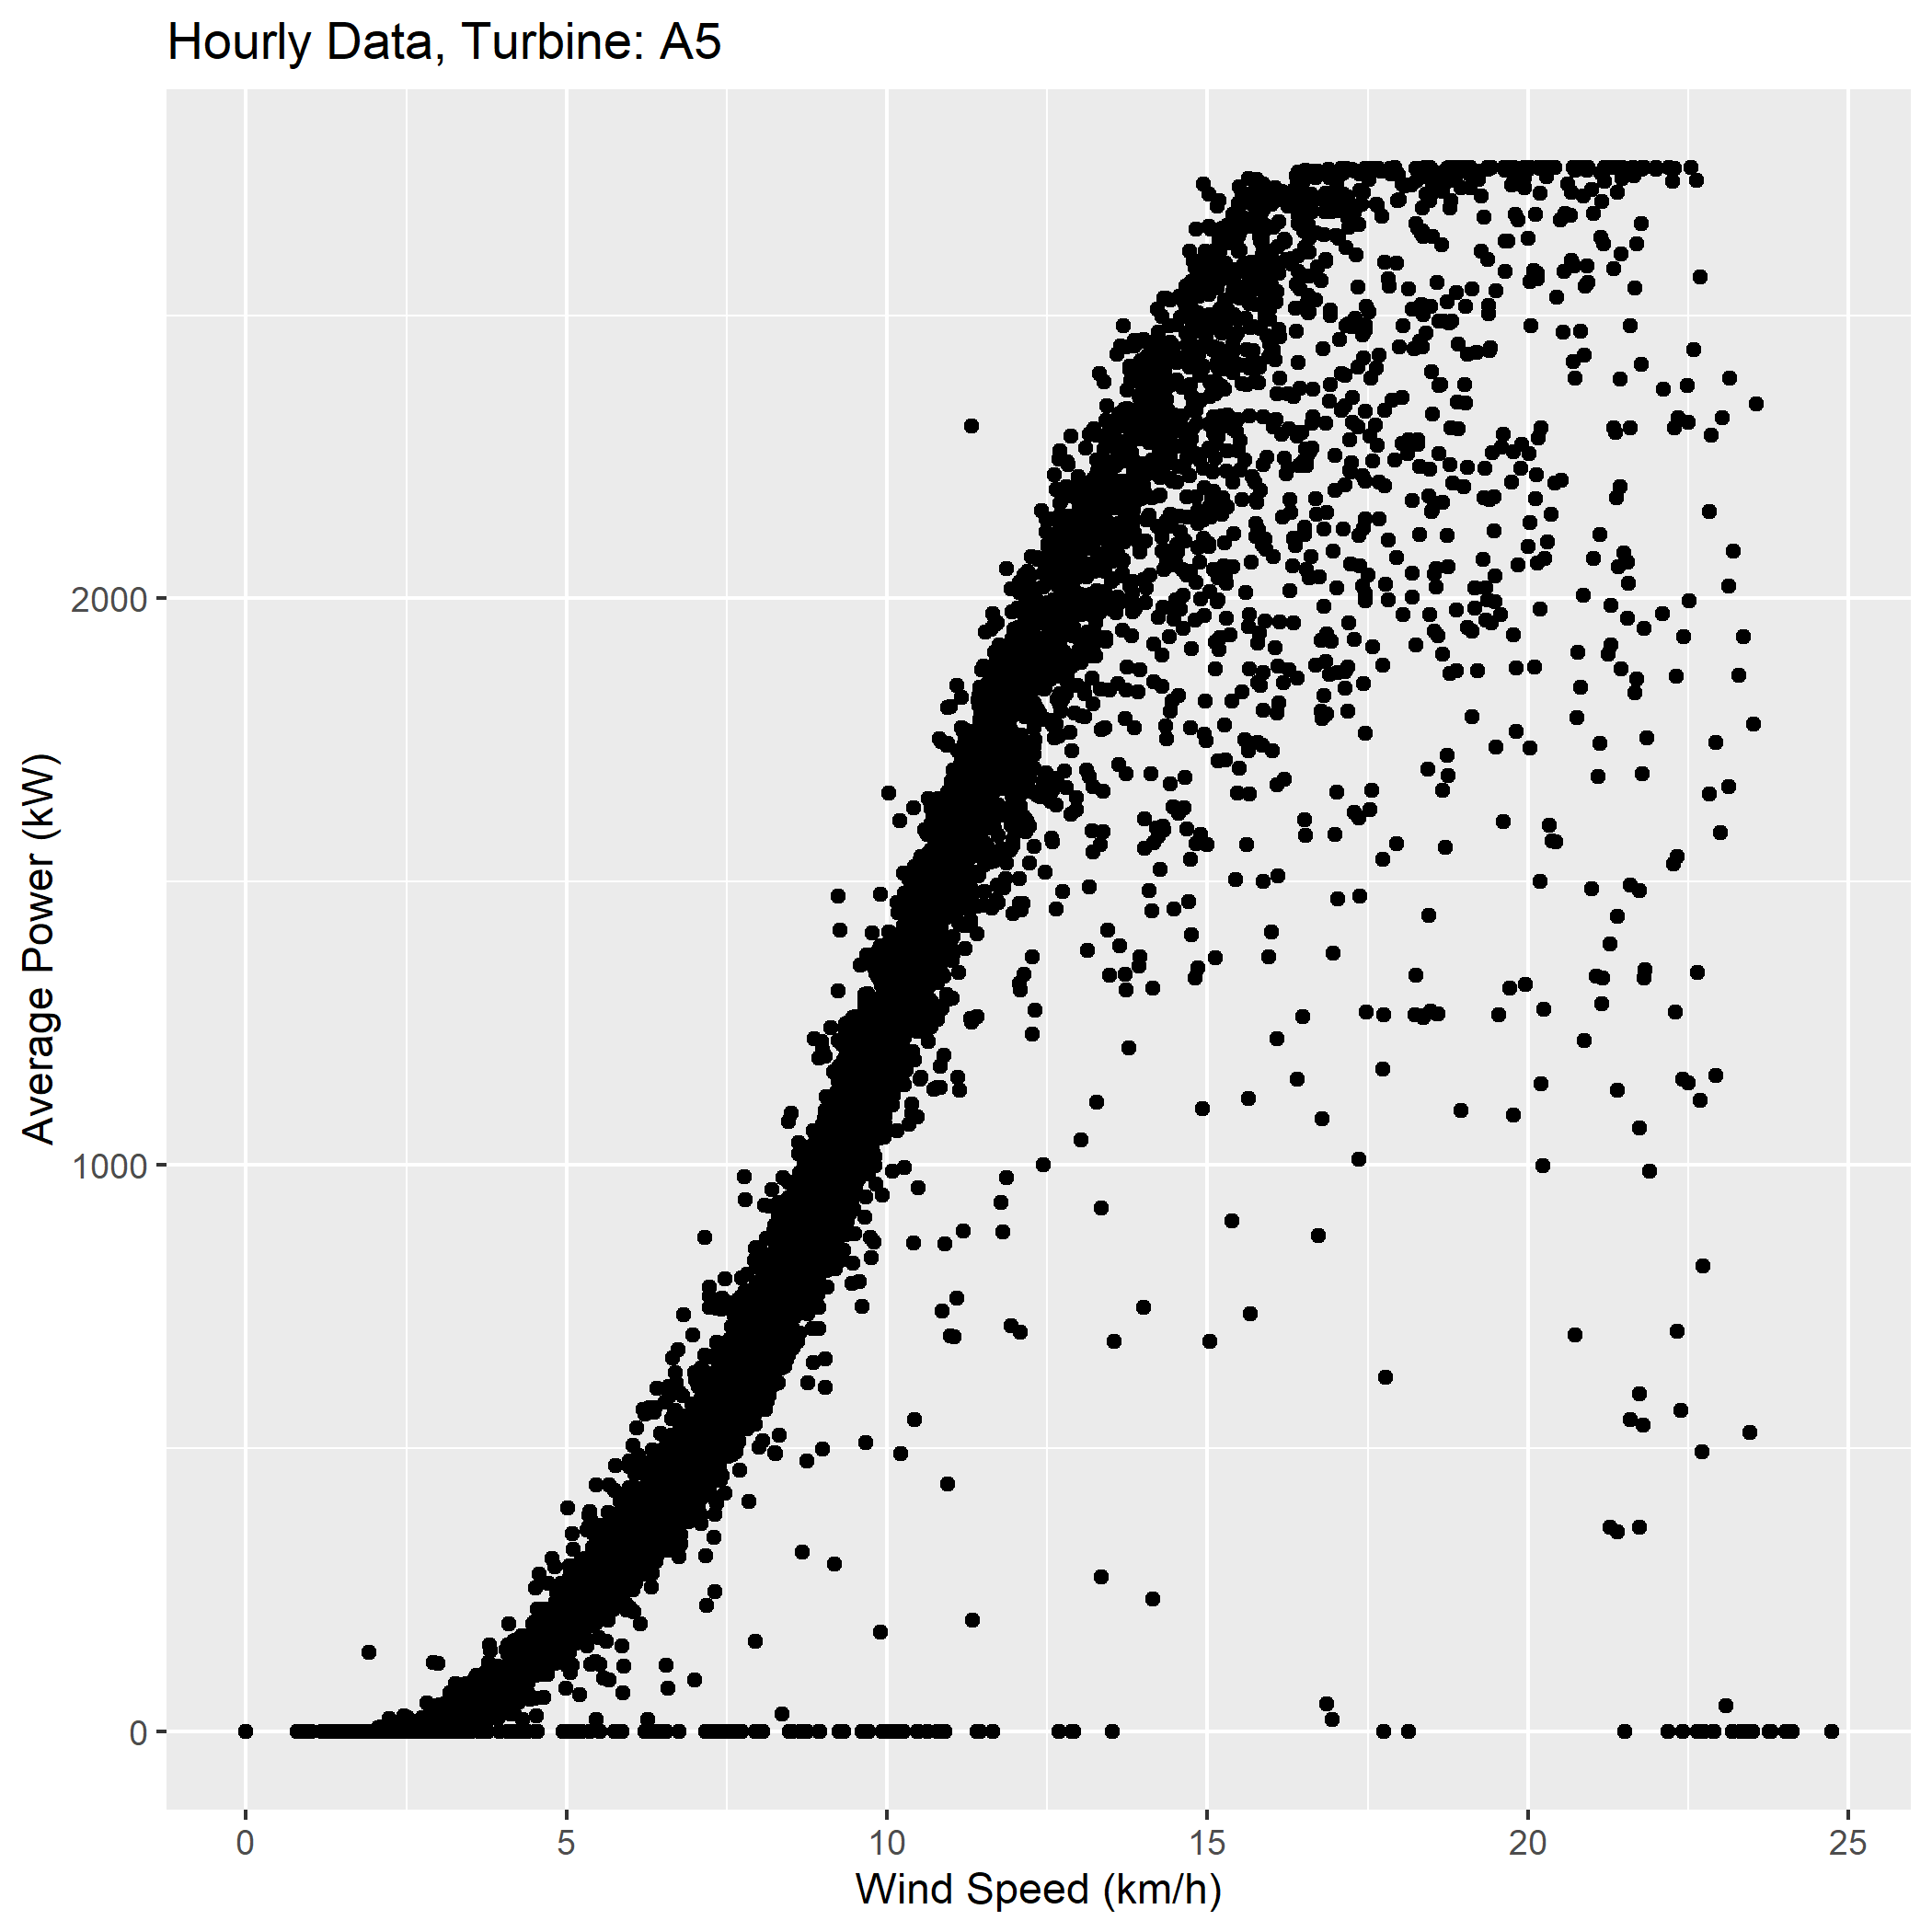 Hourly Data, Turbine: A5
Average Power (kW)
2000
1000
0
0 5 10 15 20 25
Wind Speed (km/h)